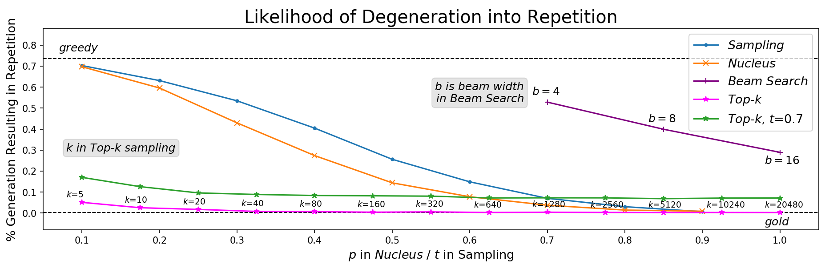 Likelihood of Degeneration into Repetition
% Generation Resulting in Repetition
0.8
0.7
0.6
0.5
0.4
0.3
0.2
0.1
0.0
greedy
k in Top-k sampling
b is beam width
in Beam Search
b = 4
b = 8
b = 16
Sampling
Nucleus
Beam Search
Top-k
Top-k, t=0.7
k=5
k=10
k=20
k=40
k=80
k=160
k=320
k=640
k=1280
k=2560
k=5120
k=10240
k=20480
gold
0.1 0.2 0.3 0.4 0.5 0.6 0.7 0.8 0.9 1.0
p in Nucleus / t in Sampling